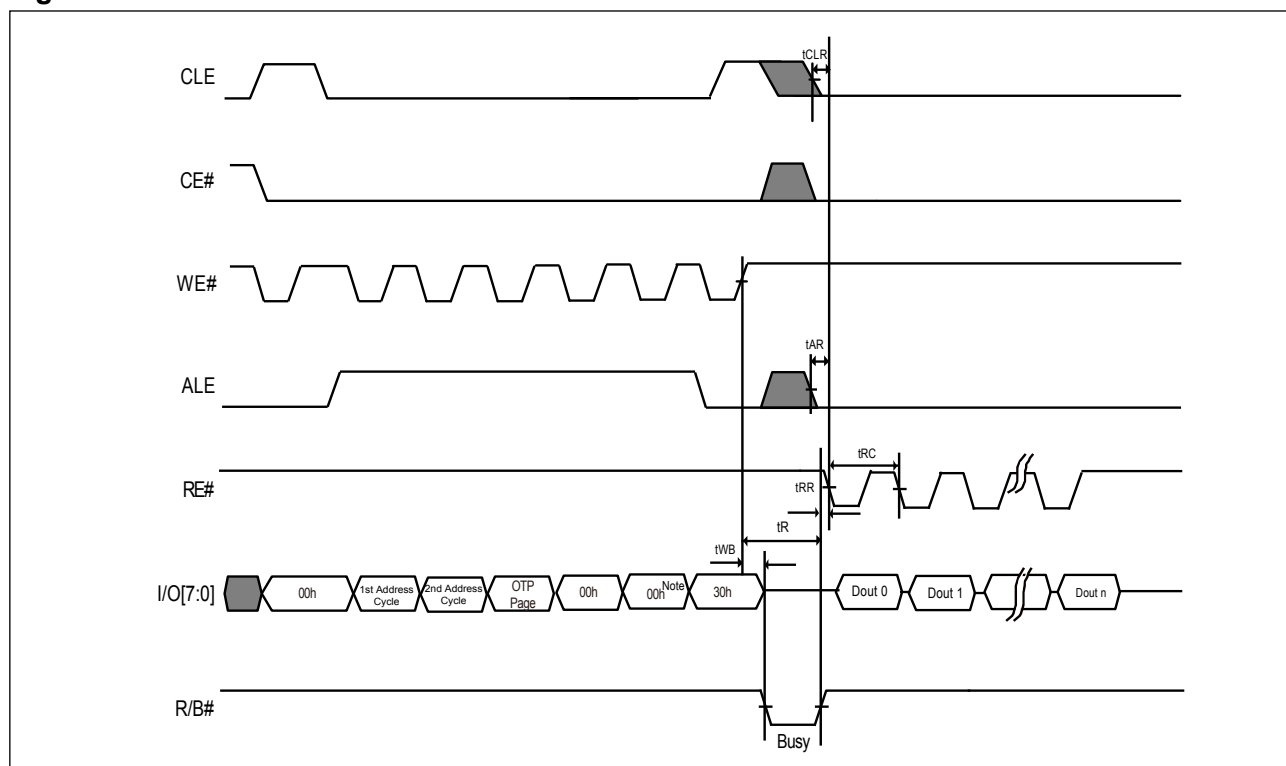 tCLR
CLE
CE#
WE#
tAR
ALE
tRC
RE#
tRR
tR
tWB
I/O[7:0]
00h
1st Address
Cycle
2nd Address
Cycle
OTP
Page
00h
00h Note
30h
Dout 0
Dout 1
Dout n
R/B#
Busy